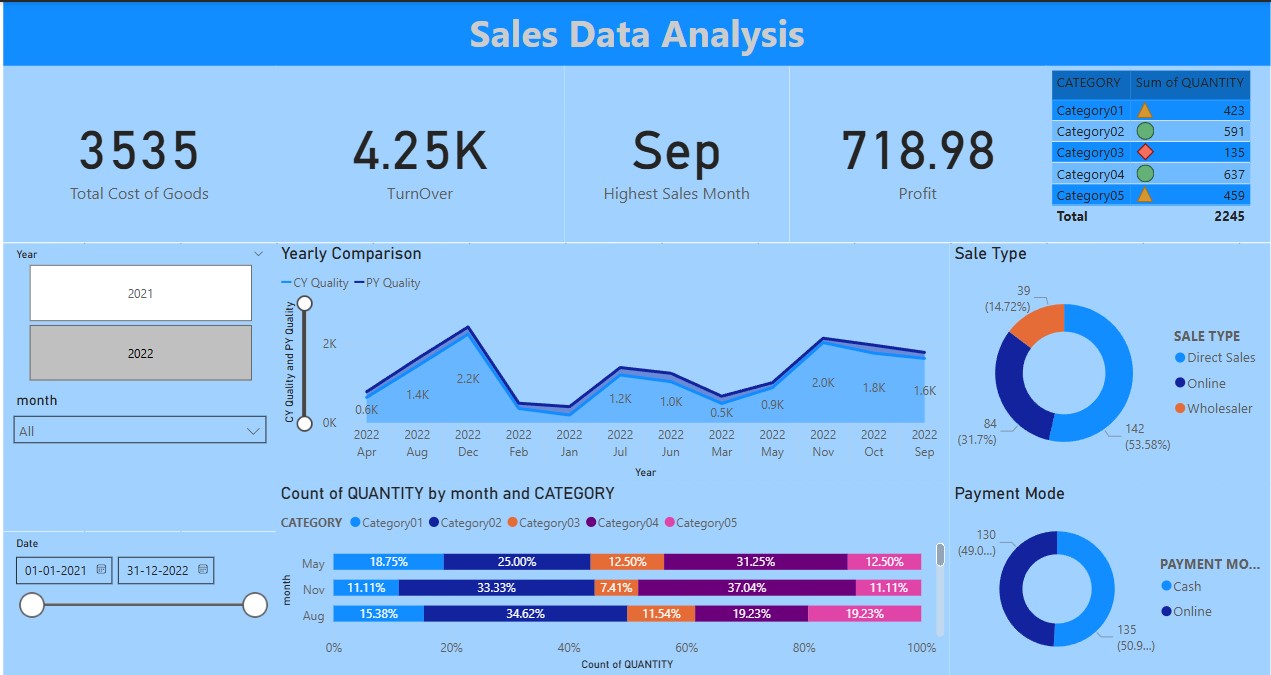 Sales Data Analysis
3535
Total Cost of Goods
4.25K
TurnOver
Sep
Highest Sales Month
718.98
Profit
CATEGORY Sum of QUANTITY
Category01 423
Category02 591
Category03 135
Category04 637
Category05 459
Total 2245
Year
2021
2022
month
All
Date
01-01-2021 31-12-2022
Yearly Comparison
CY Quality PY Quality
CY Quality and PY Quality
2K
0K
0.6K 1.4K 2.2K 1.2K 1.0K 0.5K 0.9K 2.0K 1.8K 1.6K
2022 2022 2022 2022 2022 2022 2022 2022 2022 2022 2022 2022
Apr Aug Dec Feb Jan Jul Jun Mar May Nov Oct Sep
Year
Count of QUANTITY by month and CATEGORY
CATEGORY Category01 Category02 Category03 Category04 Category05
month
May 18.75% 25.00% 12.50% 31.25% 12.50%
Nov 11.11% 33.33% 7.41% 37.04% 11.11%
Aug 15.38% 34.62% 11.54% 19.23% 19.23%
0% 20% 40% 60% 80% 100%
Count of QUANTITY
Sale Type
39
(14.72%)
84
(31.7%)
142
(53.58%)
SALE TYPE
Direct Sales
Online
Wholesaler
Payment Mode
130
(49.0...)
135
(50.9...)
PAYMENT MO...
Cash
Online